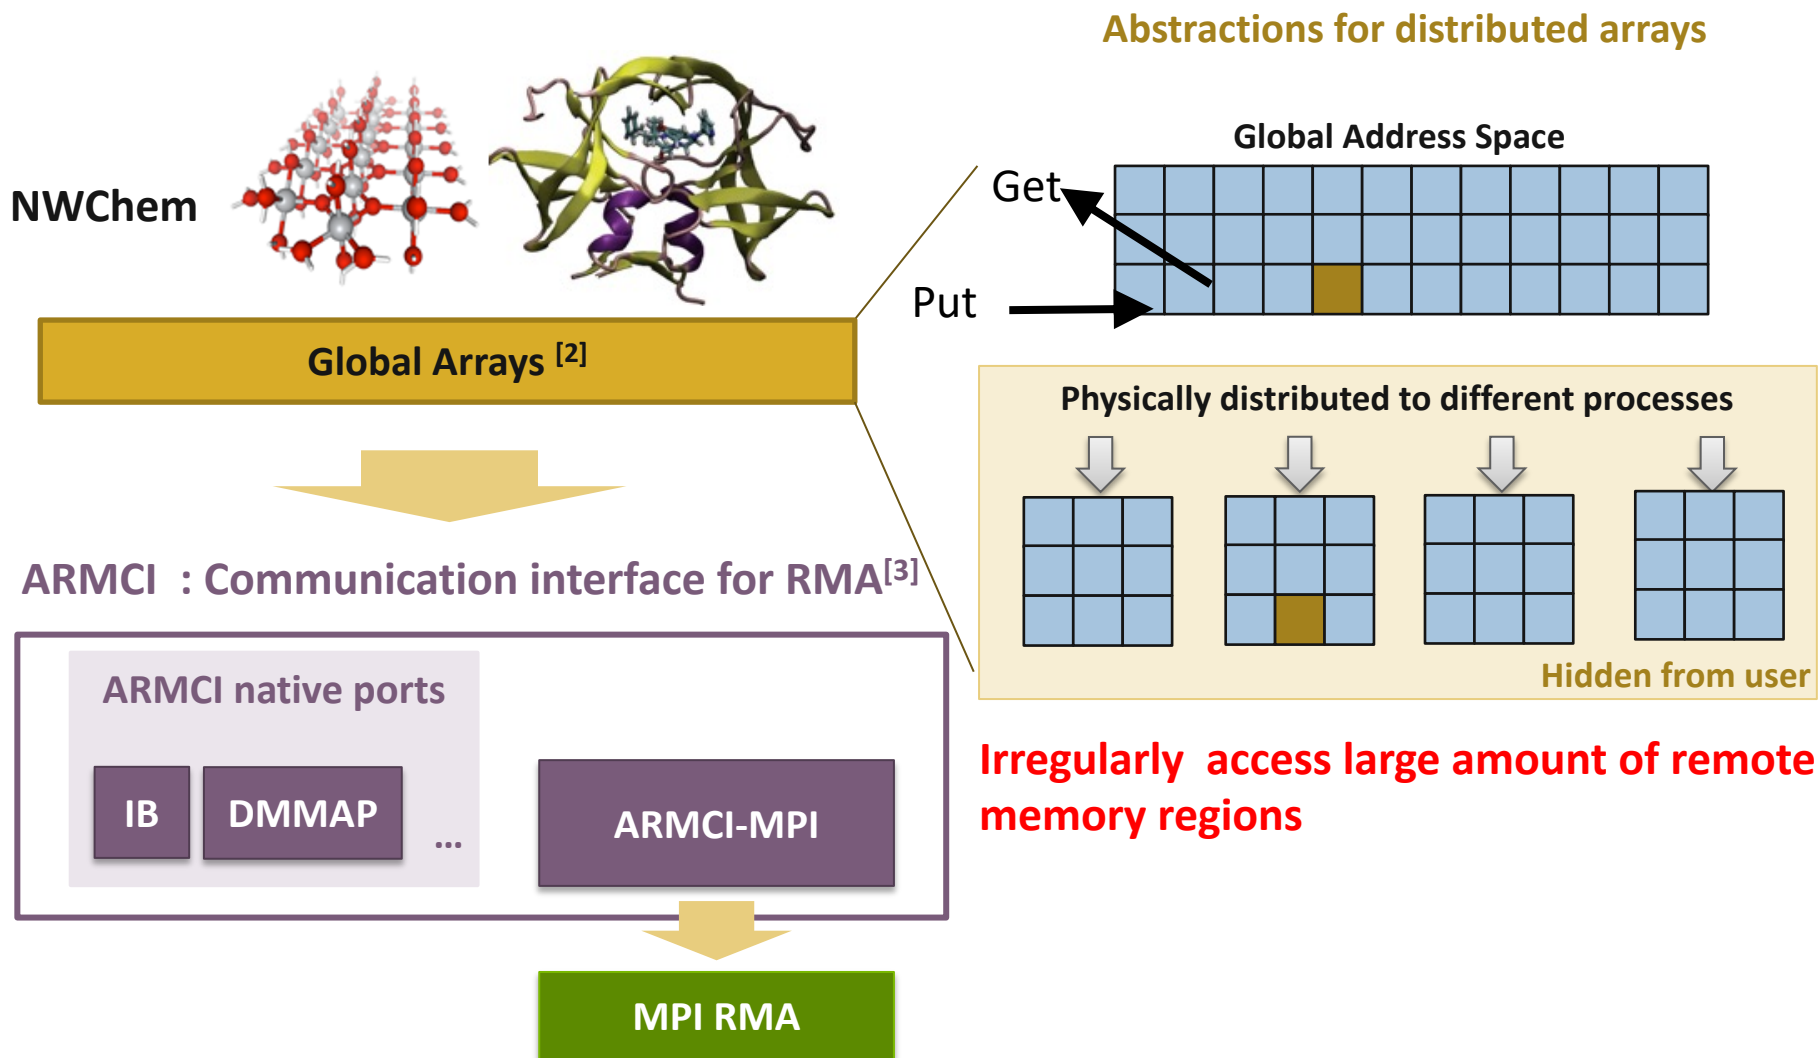 NWChem
Global Arrays [2]
ARMCI : Communication interface for RMA[3]
ARMCI native ports
IB
DMMAP
...
ARMCI-MPI
MPI RMA
Abstractions for distributed arrays
Global Address Space
Get
Put
Physically distributed to different processes
Hidden from user
Irregularly access large amount of remote
memory regions